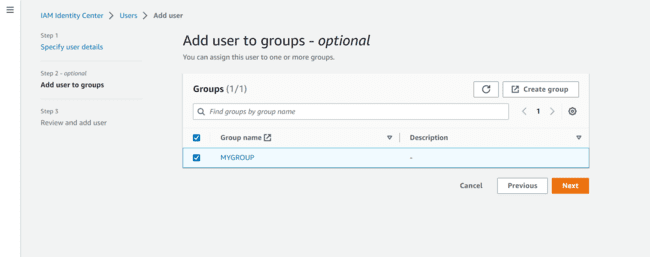 IAM Identity Center > Users > Add user
Step 1
Specify user details
Step 2 - optional
Add user to groups
Step 3
Review and add user
Add user to groups - optional
You can assign this user to one or more groups.
Groups (1/1)
Create group
Find groups by group name
< 1 >
Group name
Description
MYGROUP
-
Cancel
Previous
Next